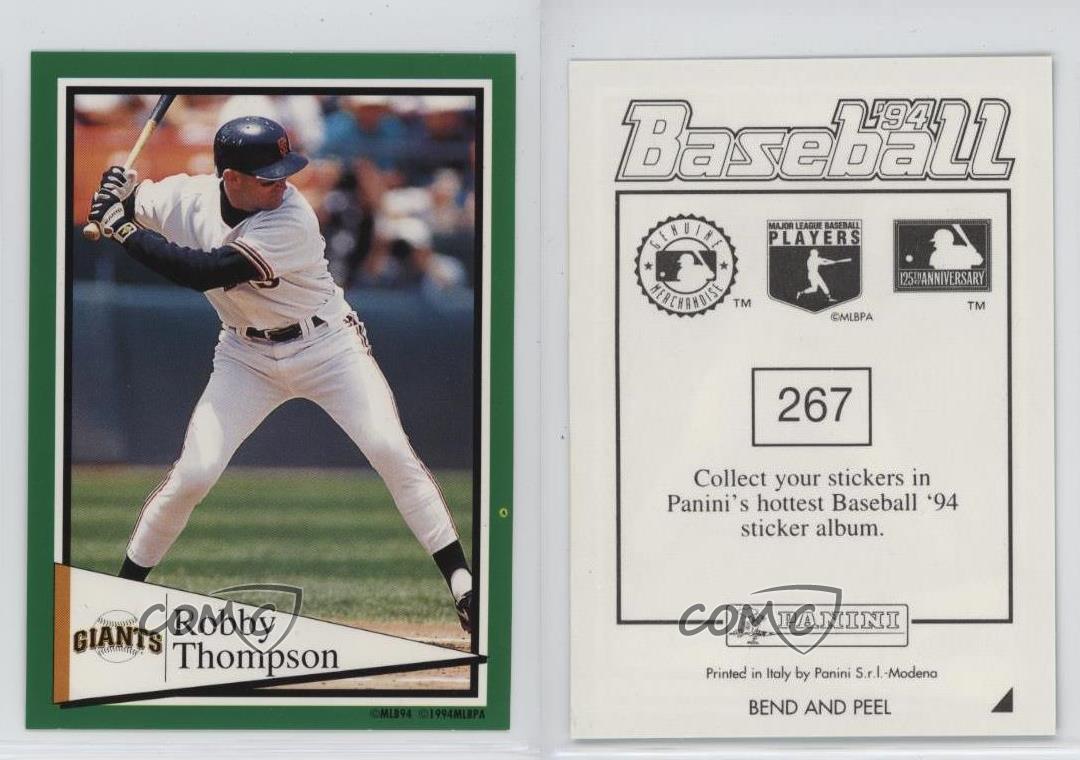 GIANTS
Robby
Thompson
©MLB94 ©1994MLBPA
COMC
'94
Baseball
GENUINE
MERCHANDISE
TM
MAJOR LEAGUE BASEBALL
PLAYERS
©MLBPA
125TH ANNIVERSARY
TM
267
Collect your stickers in
Panini's hottest Baseball ‘94
sticker album.
PANINI
COMC
Printed in Italy by Panini S.r.l.-Modena
BEND AND PEEL